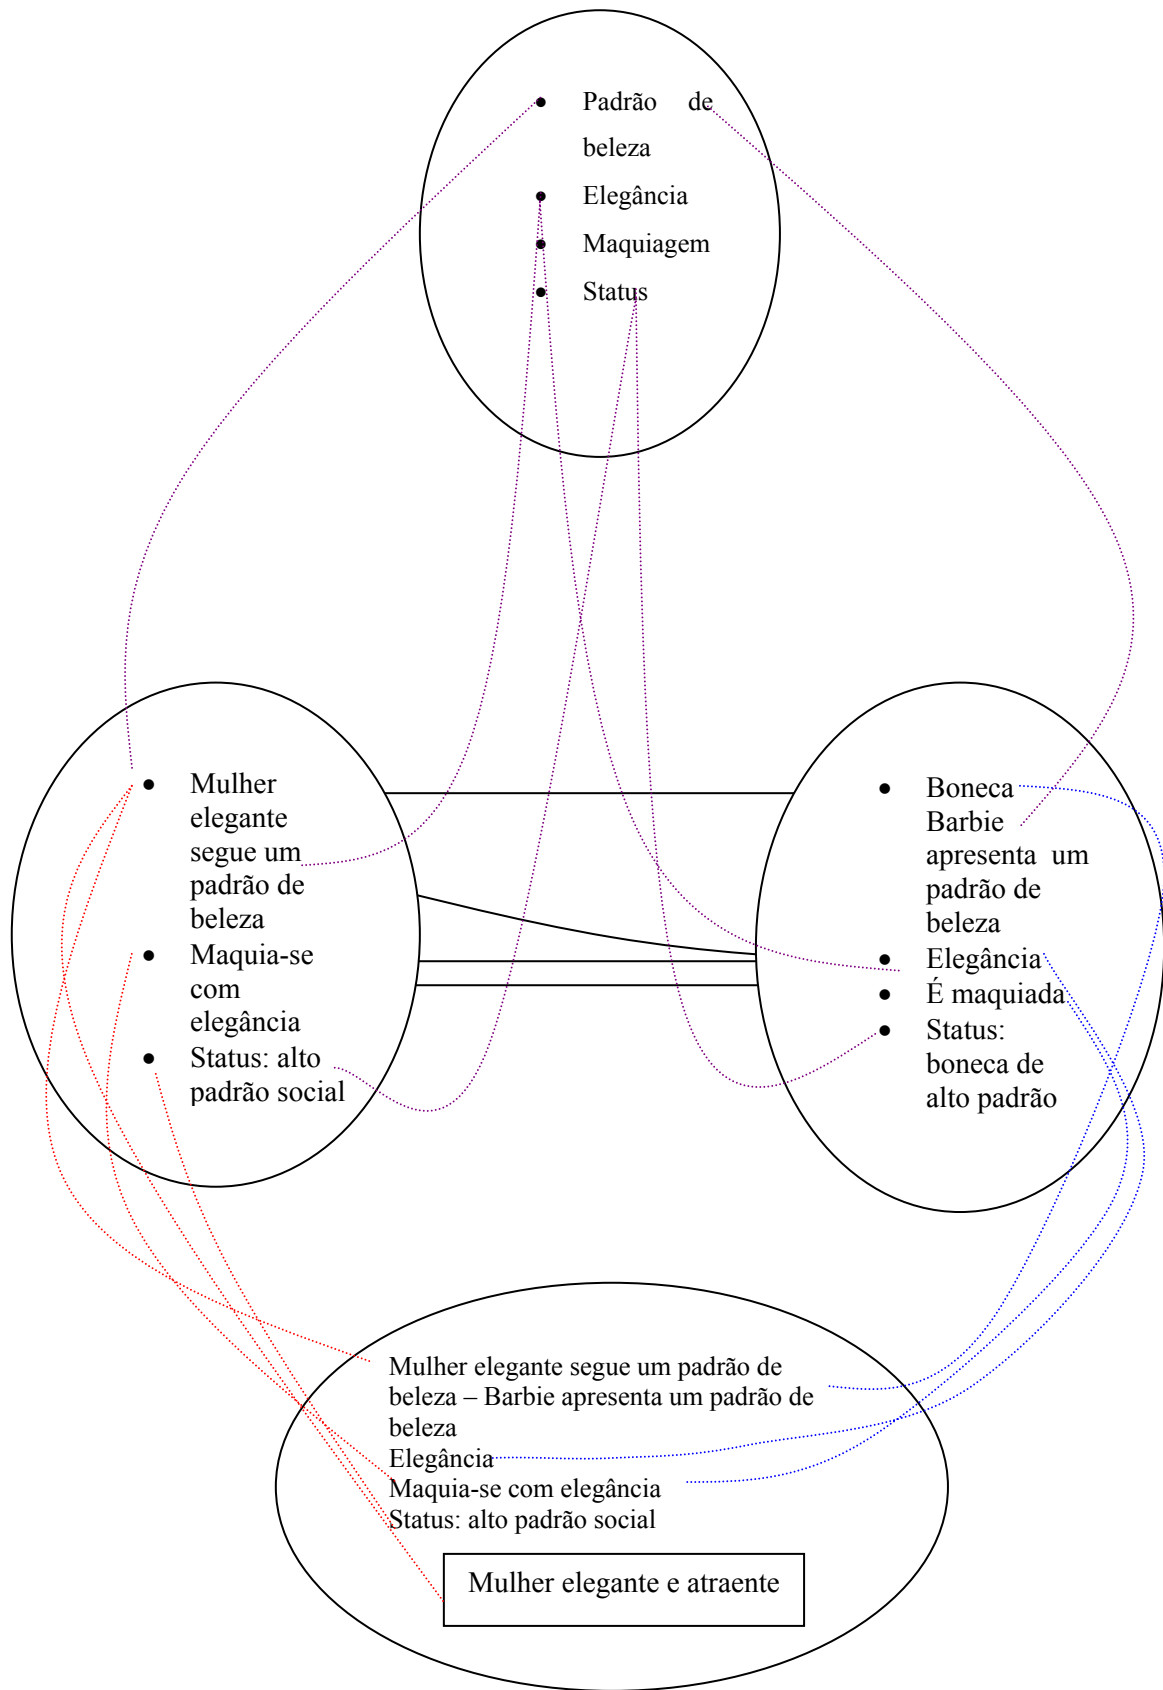 • Padrão de
beleza
• Elegância
• Maquiagem
• Status
• Mulher
elegante
segue um
padrão de
beleza
• Maquia-se
com
elegância
• Status: alto
padrão social
• Boneca
Barbie
apresenta um
padrão de
beleza
• Elegância
• É maquiada
• Status:
boneca de
alto padrão
Mulher elegante segue um padrão de
beleza – Barbie apresenta um padrão de
beleza
Elegância
Maquia-se com elegância
Status: alto padrão social
Mulher elegante e atraente